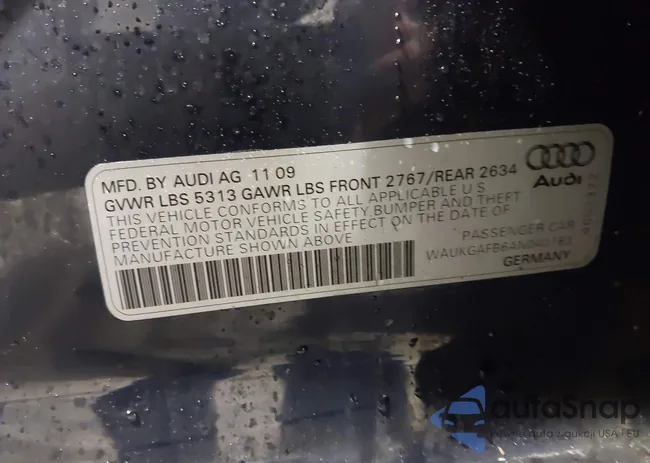 MFD. BY AUDI AG 11 09
GVWR LBS 5313 GAWR LBS FRONT 2767/REAR 2634
THIS VEHICLE CONFORMS TO ALL APPLICABLE U S
FEDERAL MOTOR VEHICLE SAFETY BUMPER AND THEFT
PREVENTION STANDARDS IN EFFECT ON THE DATE OF
MANUFACTURE SHOWN ABOVE
Audi
PASSENGER CAR
GERMANY
autaSnap